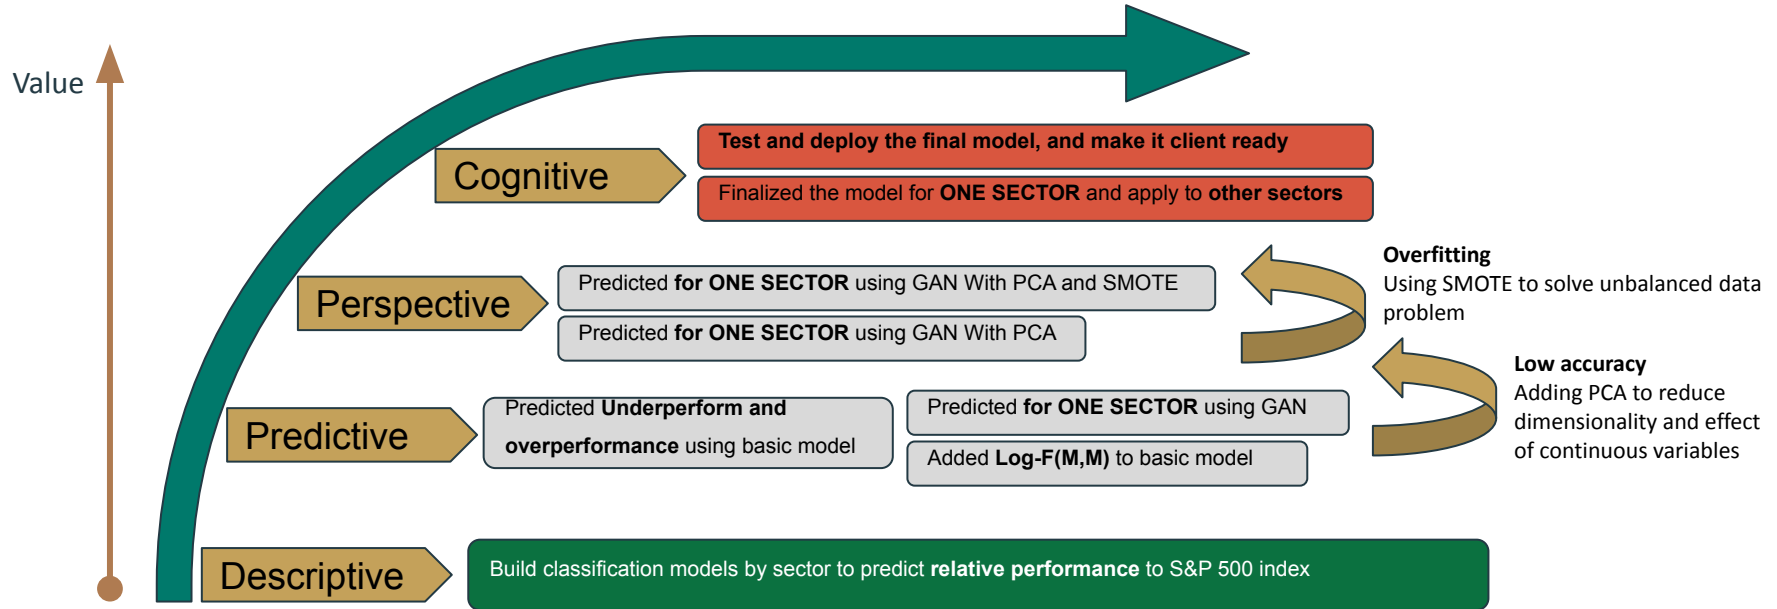 Value
Cognitive
Test and deploy the final model, and make it client ready
Finalized the model for ONE SECTOR and apply to other sectors
Perspective
Predicted for ONE SECTOR using GAN With PCA and SMOTE
Predicted for ONE SECTOR using GAN With PCA
Overfitting
Using SMOTE to solve unbalanced data
problem
Low accuracy
Adding PCA to reduce
dimensionality and effect
of continuous variables
Predictive
Predicted Underperform and
overperformance using basic model
Predicted for ONE SECTOR using GAN
Added Log-F(M,M) to basic model
Descriptive
Build classification models by sector to predict relative performance to S&P 500 index